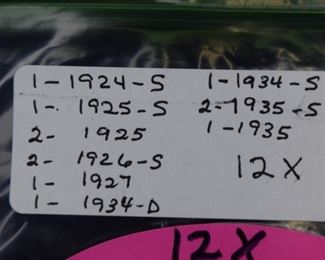 1- 1924-S
1- 1925-S
2- 1925
2- 1926-S
1- 1927
1- 1934-D
1-1934-S
2-1935-S
1-1935
12X
12X